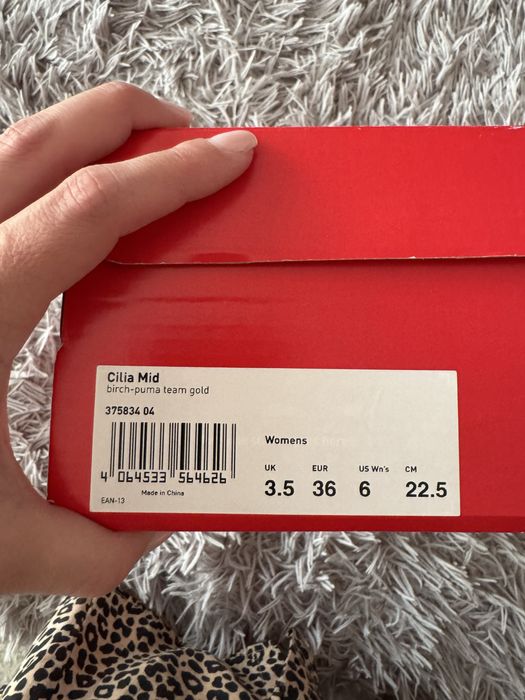 Cilia Mid
birch-puma team gold
375834 04
4 064533 564626
Made in China
EAN-13
Womens
UK EUR US Wn's CM
3.5 36 6 22.5